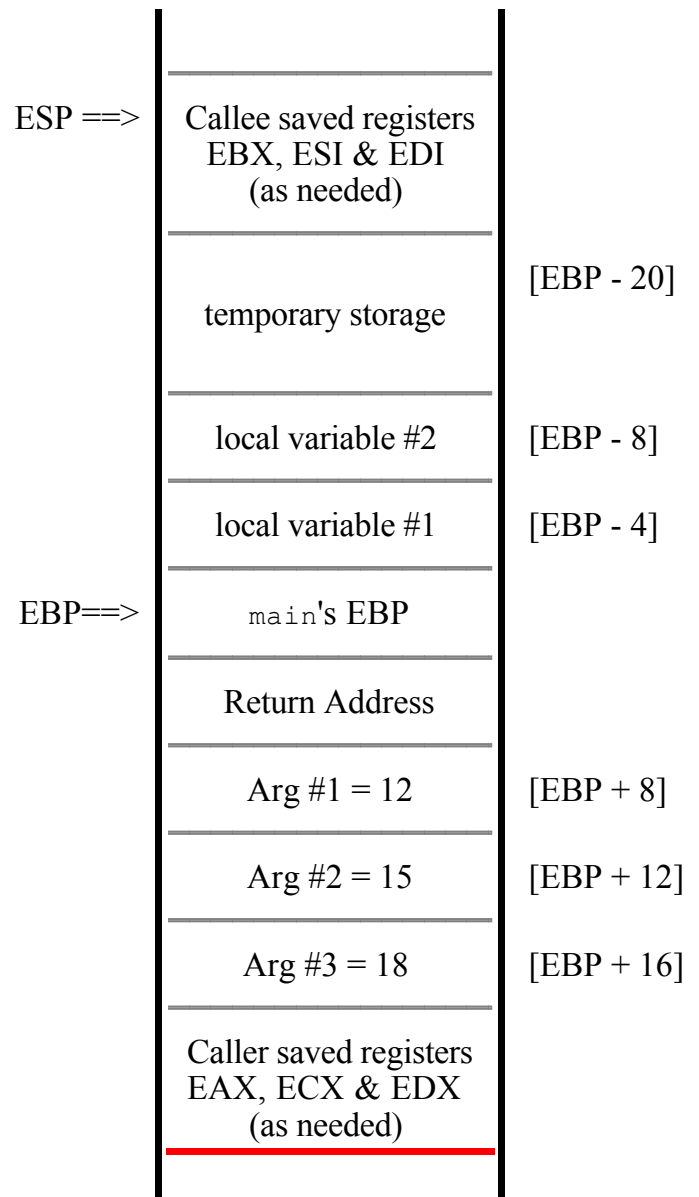 ESP ==>
Callee saved registers
EBX, ESI & EDI
(as needed)
[EBP - 20]
temporary storage
local variable #2
[EBP - 8]
local variable #1
[EBP - 4]
EBP==>
main's EBP
Return Address
Arg #1 = 12
[EBP + 8]
Arg #2 = 15
[EBP + 12]
Arg #3 = 18
[EBP + 16]
Caller saved registers
EAX, ECX & EDX
(as needed)